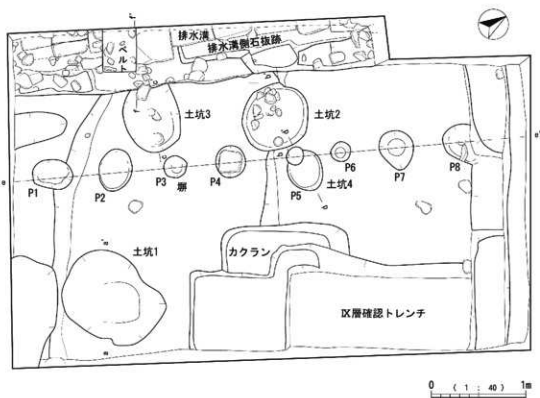 排水溝
排水溝側石抜跡
ベルト
土坑3
土坑2
P1
P2
P3
塀
P4
P5
土坑4
P6
P7
P8
土坑1
カクラン
Ⅸ層確認トレンチ
0 (1:40) 1m